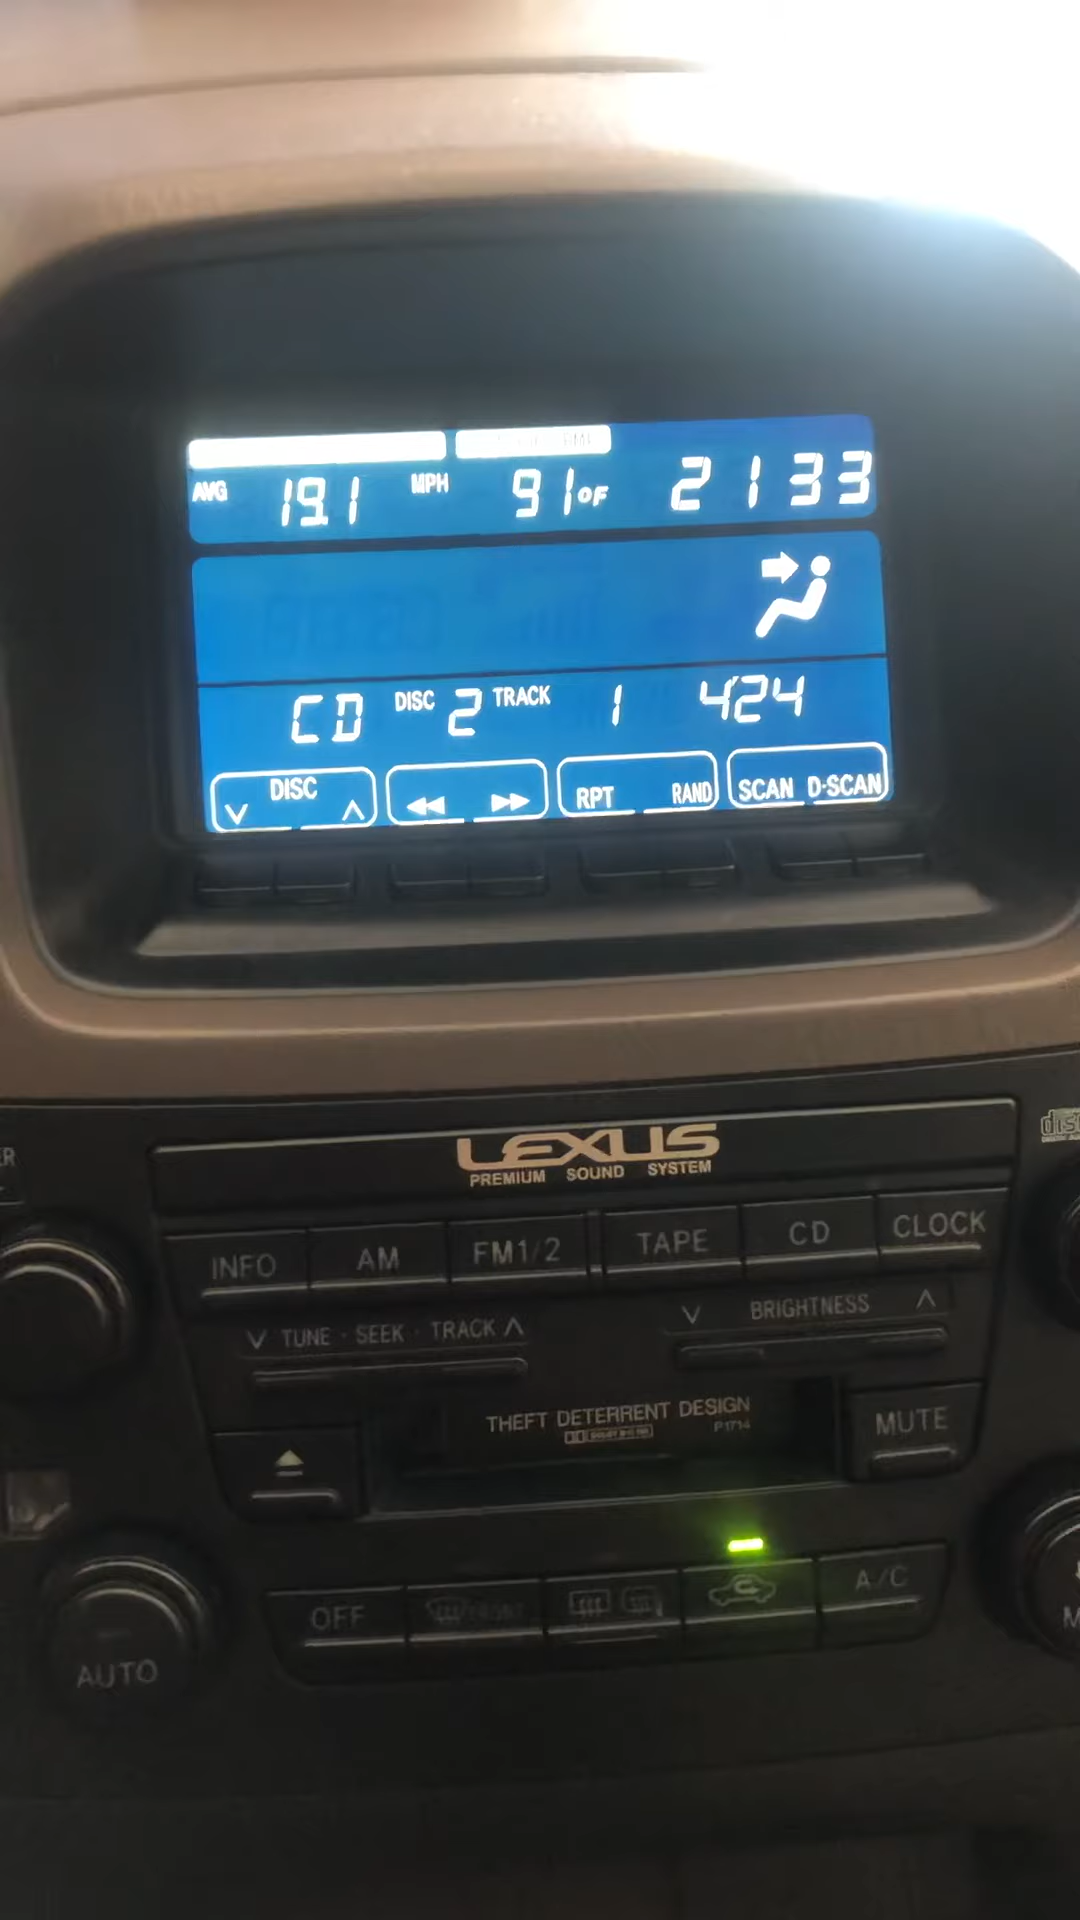 AVG 19.1 MPH 91°F 2133
CD DISC 2 TRACK 1 4'24
DISC RPT RAND SCAN D·SCAN
LEXUS
PREMIUM SOUND SYSTEM
INFO AM FM1/2 TAPE CD CLOCK
TUNE · SEEK · TRACK BRIGHTNESS
THEFT DETERRENT DESIGN
P1714
MUTE
OFF FRONT A/C
AUTO